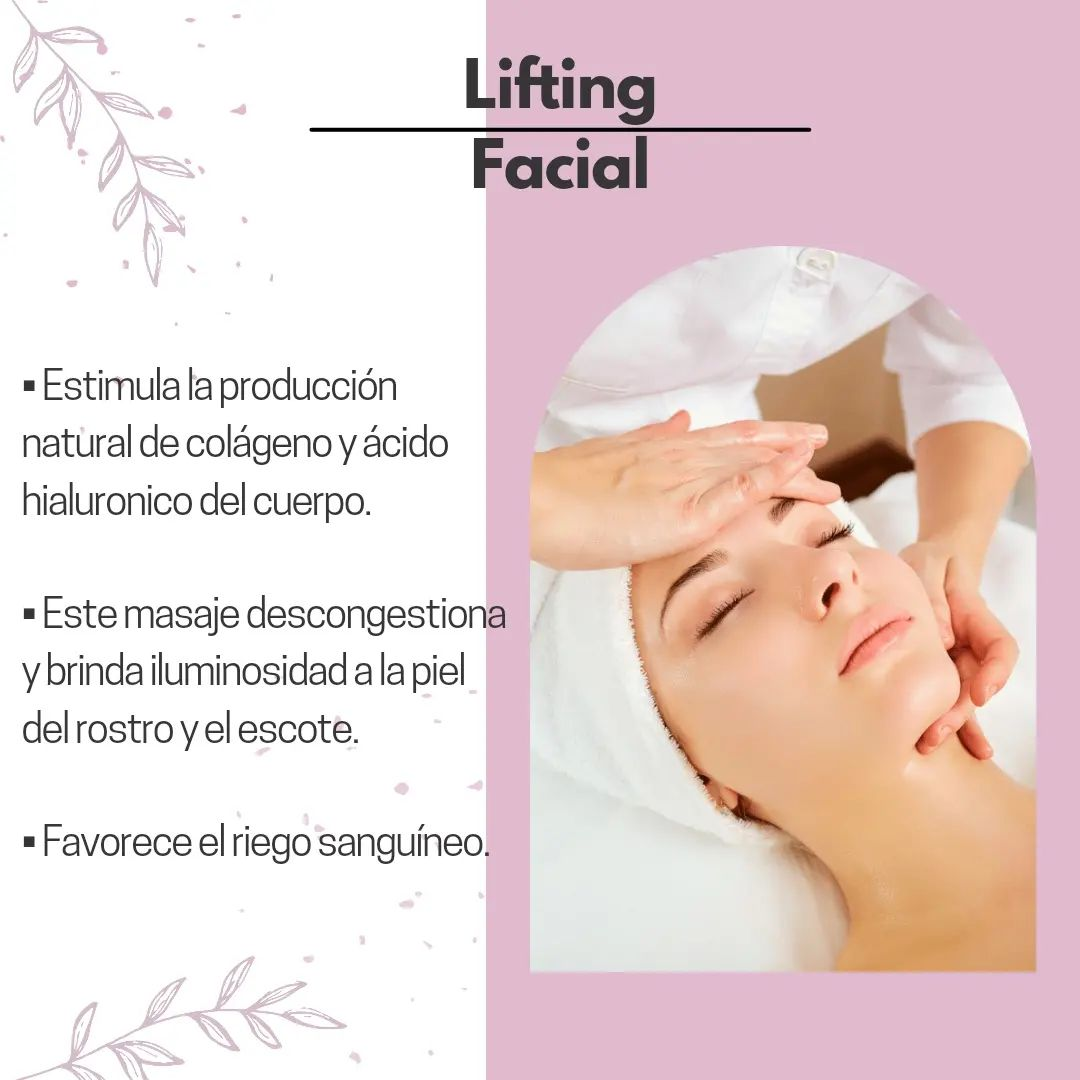 Lifting
Facial
▪ Estimula la producción
natural de colágeno y ácido
hialuronico del cuerpo.
▪ Este masaje descongestiona
y brinda iluminosidad a la piel
del rostro y el escote.
▪ Favorece el riego sanguíneo.